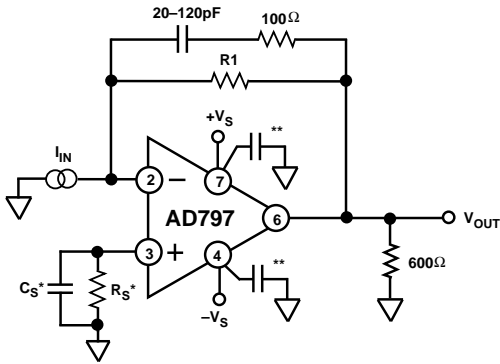 20–120pF
100Ω
R1
+VS
**
IIN
2
−
7
AD797
6
VOUT
3
+
4
**
600Ω
CS*
RS*
−VS